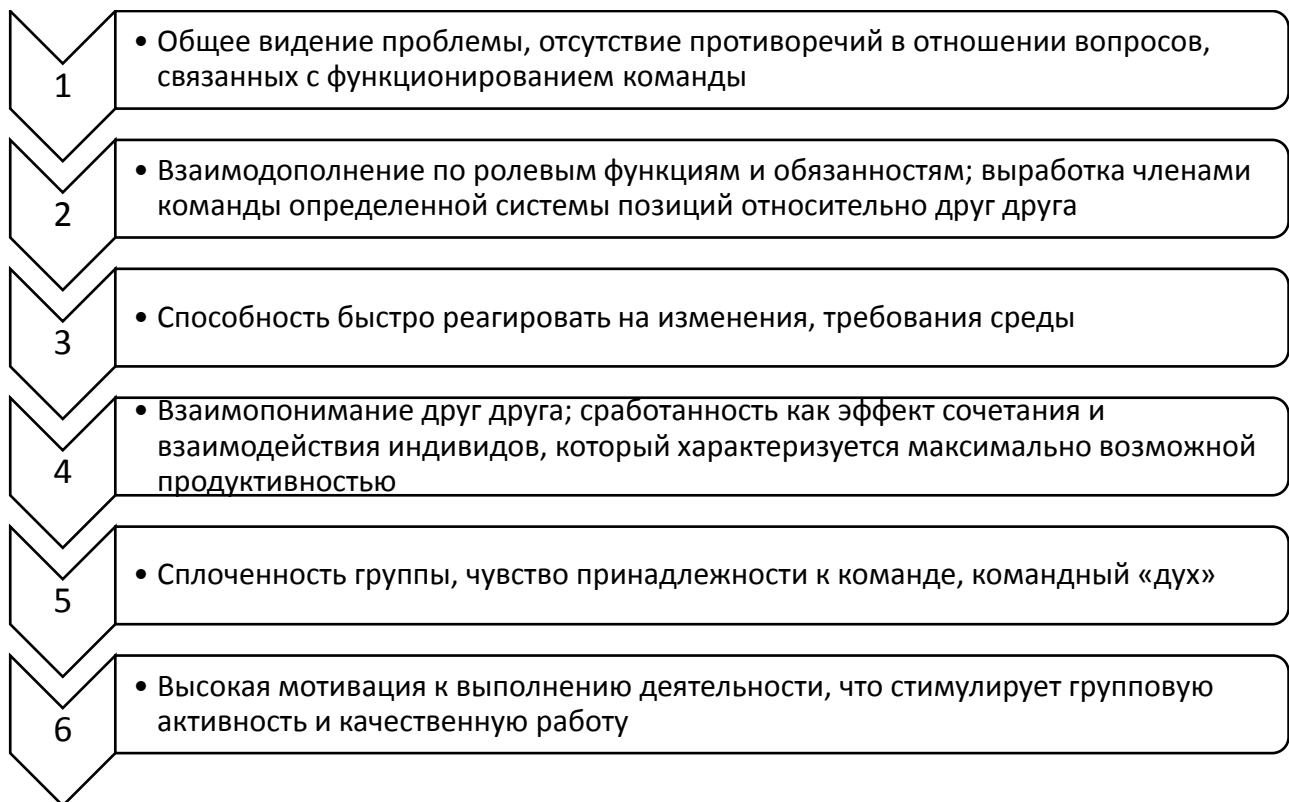 1
• Общее видение проблемы, отсутствие противоречий в отношении вопросов,
связанных с функционированием команды
2
• Взаимодополнение по ролевым функциям и обязанностям; выработка членами
команды определенной системы позиций относительно друг друга
3
• Способность быстро реагировать на изменения, требования среды
4
• Взаимопонимание друг друга; сработанность как эффект сочетания и
взаимодействия индивидов, который характеризуется максимально возможной
продуктивностью
5
• Сплоченность группы, чувство принадлежности к команде, командный «дух»
6
• Высокая мотивация к выполнению деятельности, что стимулирует групповую
активность и качественную работу